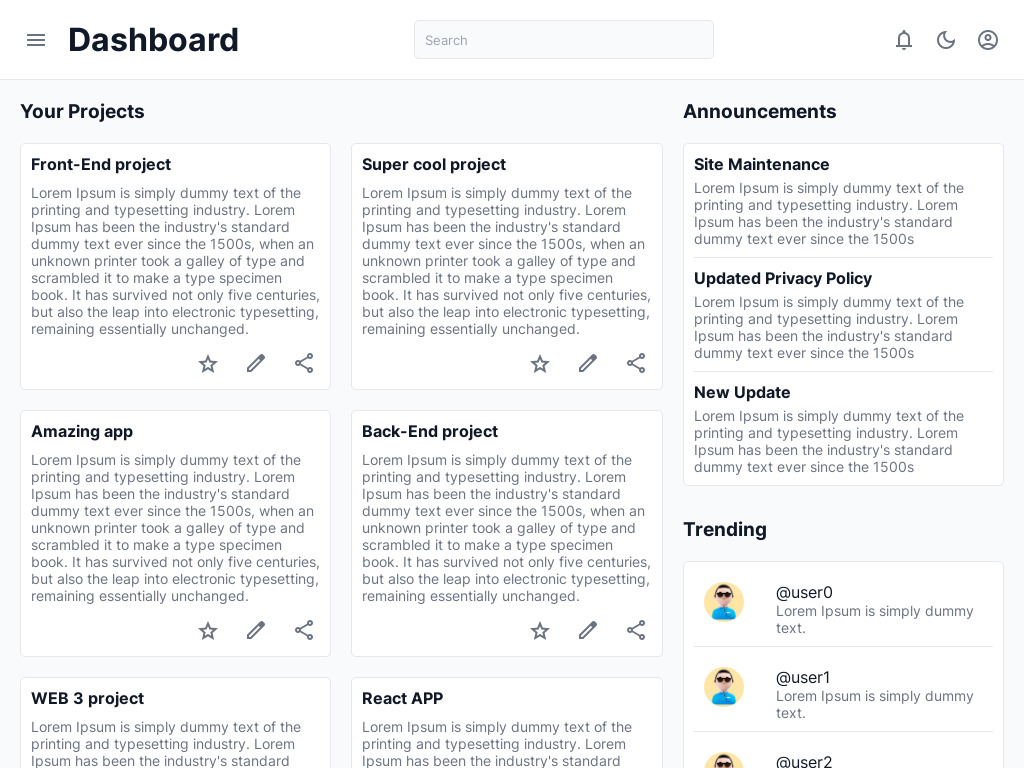 Dashboard
Search
Your Projects
Front-End project
Lorem Ipsum is simply dummy text of the
printing and typesetting industry. Lorem
Ipsum has been the industry's standard
dummy text ever since the 1500s, when an
unknown printer took a galley of type and
scrambled it to make a type specimen
book. It has survived not only five centuries,
but also the leap into electronic typesetting,
remaining essentially unchanged.
Super cool project
Lorem Ipsum is simply dummy text of the
printing and typesetting industry. Lorem
Ipsum has been the industry's standard
dummy text ever since the 1500s, when an
unknown printer took a galley of type and
scrambled it to make a type specimen
book. It has survived not only five centuries,
but also the leap into electronic typesetting,
remaining essentially unchanged.
Amazing app
Lorem Ipsum is simply dummy text of the
printing and typesetting industry. Lorem
Ipsum has been the industry's standard
dummy text ever since the 1500s, when an
unknown printer took a galley of type and
scrambled it to make a type specimen
book. It has survived not only five centuries,
but also the leap into electronic typesetting,
remaining essentially unchanged.
Back-End project
Lorem Ipsum is simply dummy text of the
printing and typesetting industry. Lorem
Ipsum has been the industry's standard
dummy text ever since the 1500s, when an
unknown printer took a galley of type and
scrambled it to make a type specimen
book. It has survived not only five centuries,
but also the leap into electronic typesetting,
remaining essentially unchanged.
WEB 3 project
Lorem Ipsum is simply dummy text of the
printing and typesetting industry. Lorem
Ipsum has been the industry's standard
React APP
Lorem Ipsum is simply dummy text of the
printing and typesetting industry. Lorem
Ipsum has been the industry's standard
Announcements
Site Maintenance
Lorem Ipsum is simply dummy text of the
printing and typesetting industry. Lorem
Ipsum has been the industry's standard
dummy text ever since the 1500s
Updated Privacy Policy
Lorem Ipsum is simply dummy text of the
printing and typesetting industry. Lorem
Ipsum has been the industry's standard
dummy text ever since the 1500s
New Update
Lorem Ipsum is simply dummy text of the
printing and typesetting industry. Lorem
Ipsum has been the industry's standard
dummy text ever since the 1500s
Trending
@user0
Lorem Ipsum is simply dummy
text.
@user1
Lorem Ipsum is simply dummy
text.
@user2